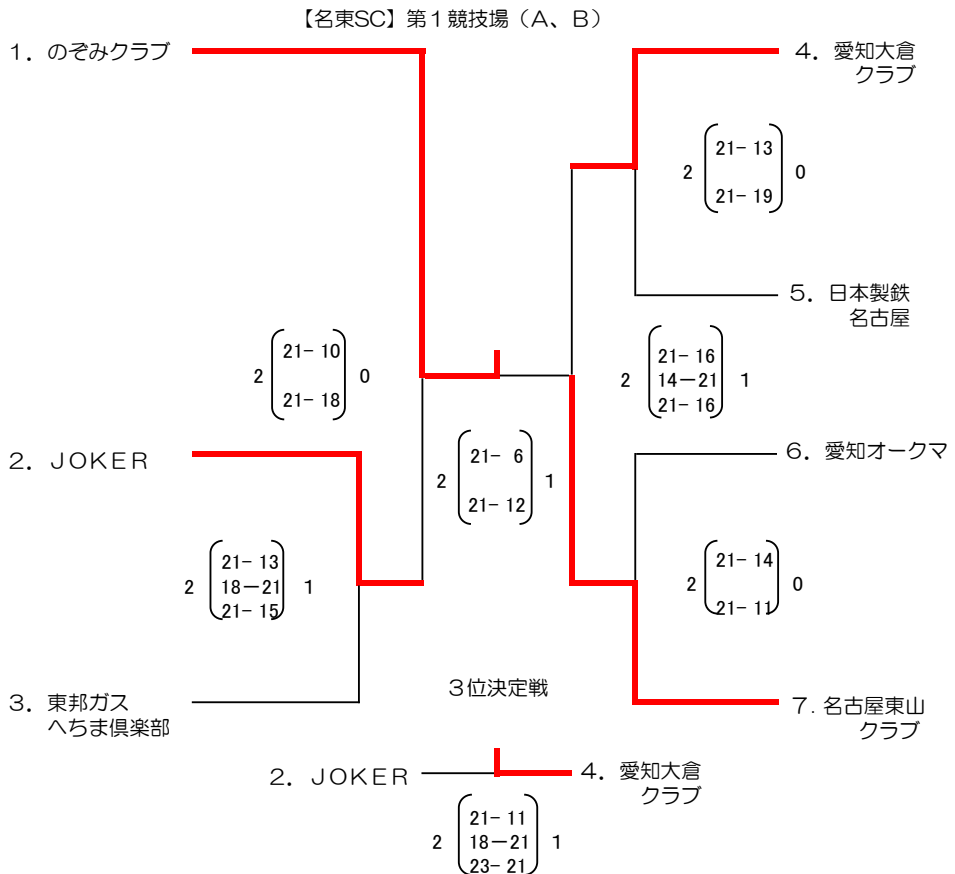 【名東SC】第１競技場（A、B）
１．のぞみクラブ
４．愛知大倉
クラブ
2 21－13 0
21－19
５．日本製鉄
名古屋
2 21－10 0
21－18
2 21－16 1
14－21
21－16
２．ＪＯＫＥＲ
６．愛知オークマ
2 21－ 6 1
21－12
2 21－13 1
18－21
21－15
2 21－14 0
21－11
３．東邦ガス
へちま倶楽部
３位決定戦
７．名古屋東山
クラブ
２．ＪＯＫＥＲ
４．愛知大倉
クラブ
2 21－11 1
18－21
23－21